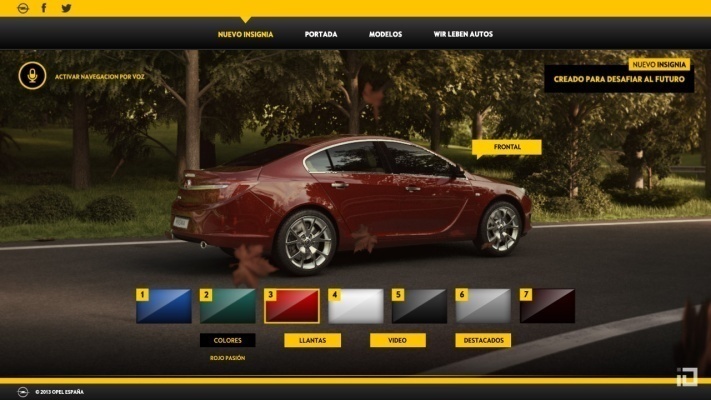 NUEVO INSIGNIA
PORTADA
MODELOS
WIR LEBEN AUTOS
ACTIVAR NAVEGACION POR VOZ
NUEVO INSIGNIA
CREADO PARA DESAFIAR AL FUTURO
FRONTAL
1
2
3
4
5
6
7
COLORES
LLANTAS
VIDEO
DESTACADOS
ROJO PASIÓN
© 2013 OPEL ESPAÑA